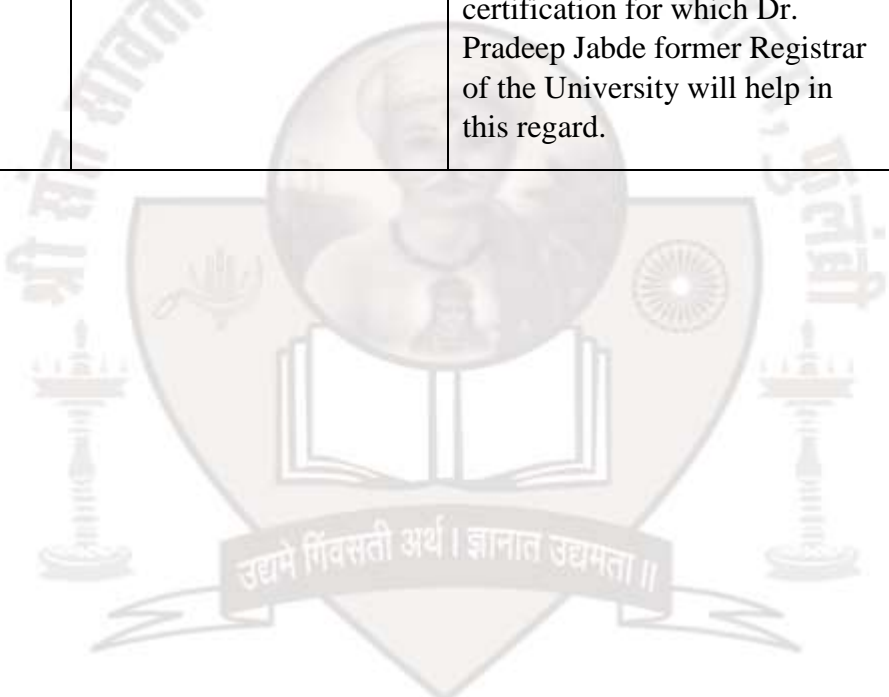 certification for which Dr.
Pradeep Jabde former Registrar
of the University will help in
this regard.
श्री संत सावता
फुलंब्री
उद्यमे विवसती अर्थ । ज्ञानात उद्यमता ॥